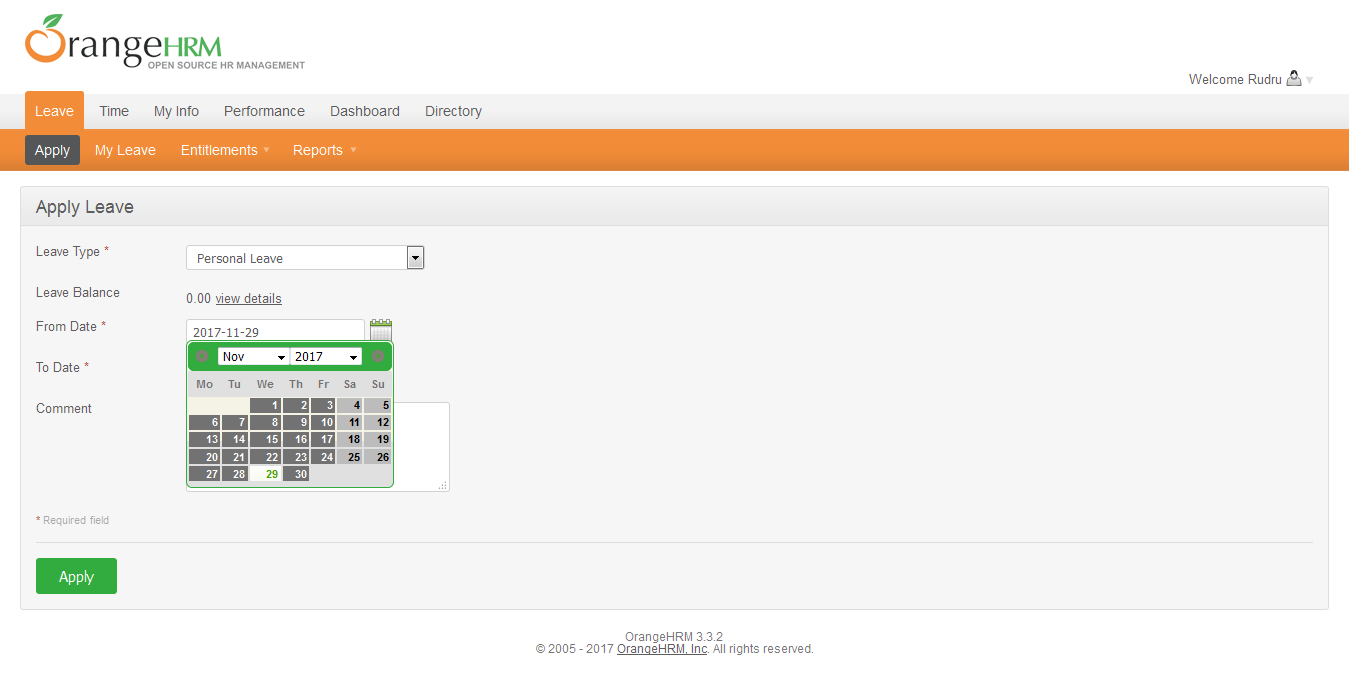 OrangeHRM
OPEN SOURCE HR MANAGEMENT
Welcome Rudru
Leave Time My Info Performance Dashboard Directory
Apply My Leave Entitlements Reports
Apply Leave
Leave Type * Personal Leave
Leave Balance 0.00 view details
From Date * 2017-11-29
To Date *
Comment
Nov 2017
Mo Tu We Th Fr Sa Su
1 2 3 4 5
6 7 8 9 10 11 12
13 14 15 16 17 18 19
20 21 22 23 24 25 26
27 28 29 30
* Required field
Apply
OrangeHRM 3.3.2
© 2005 - 2017 OrangeHRM, Inc. All rights reserved.